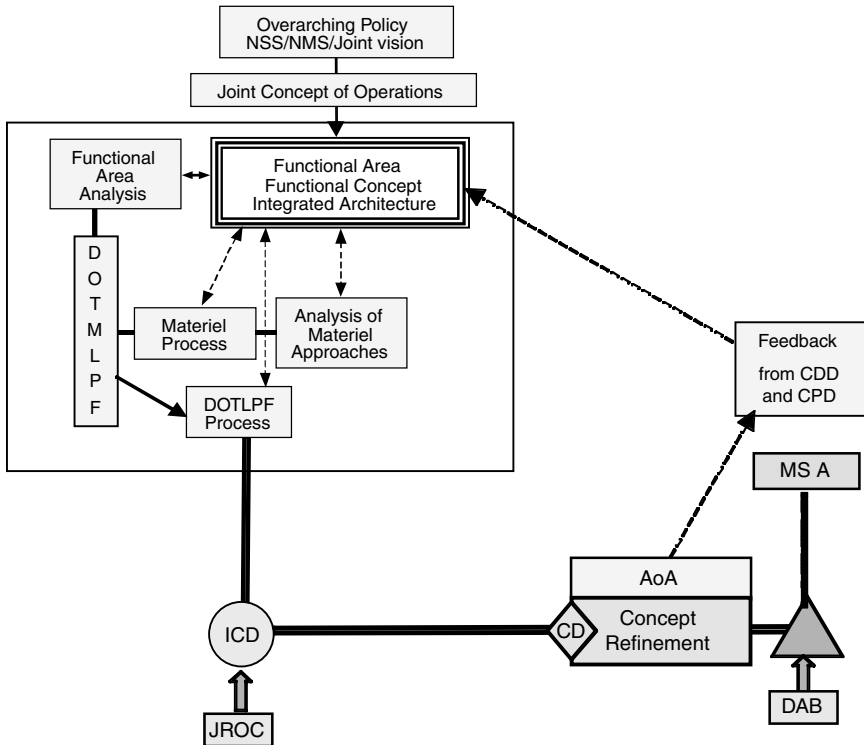 Overarching Policy
NSS/NMS/Joint vision
Joint Concept of Operations
Functional
Area
Analysis
Functional Area
Functional Concept
Integrated Architecture
D
O
T
M
L
P
F
Materiel
Process
Analysis of
Materiel
Approaches
DOTLPF
Process
Feedback
from CDD
and CPD
MS A
AoA
ICD
CD
Concept
Refinement
JROC
DAB